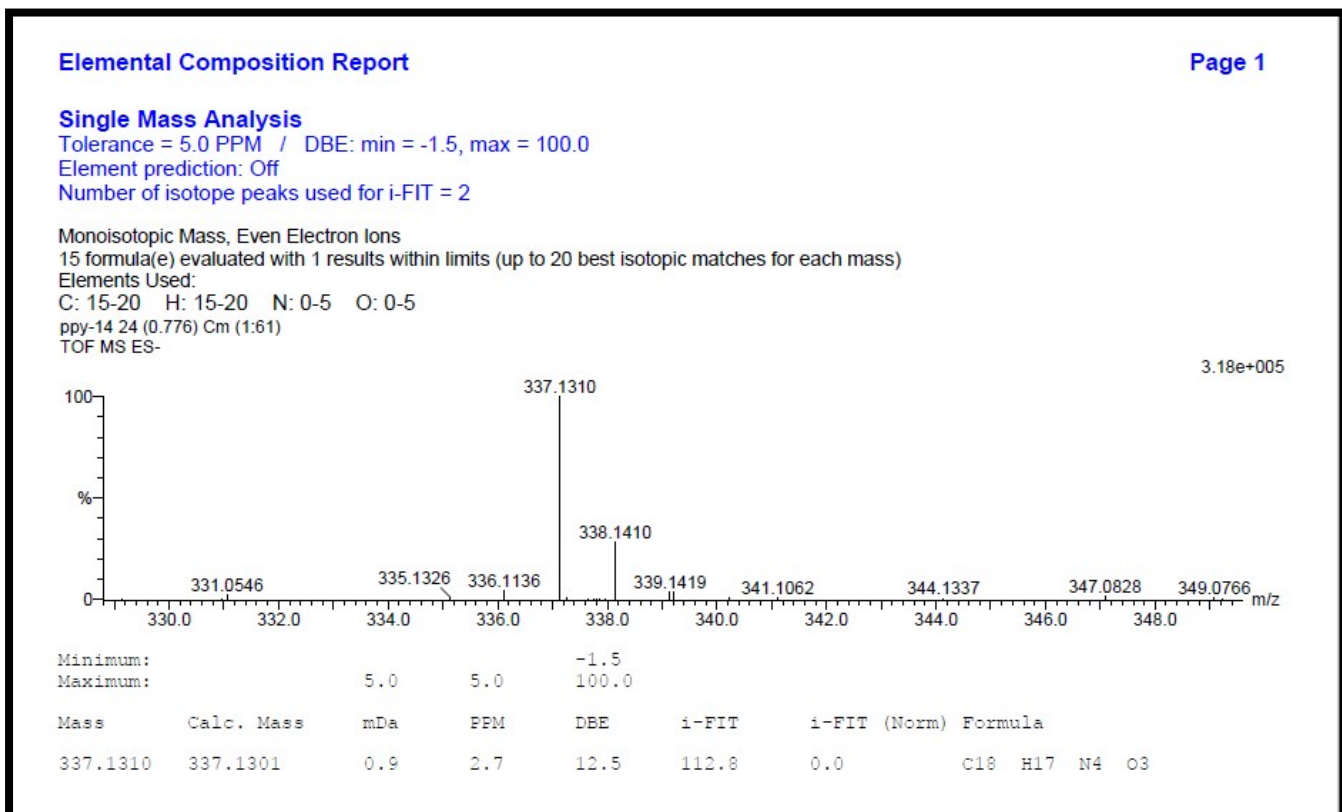 Elemental Composition Report Page 1
Single Mass Analysis
Tolerance = 5.0 PPM / DBE: min = -1.5, max = 100.0
Element prediction: Off
Number of isotope peaks used for i-FIT = 2
Monoisotopic Mass, Even Electron Ions
15 formula(e) evaluated with 1 results within limits (up to 20 best isotopic matches for each mass)
Elements Used:
C: 15-20 H: 15-20 N: 0-5 O: 0-5
ppy-14 24 (0.776) Cm (1:61)
TOF MS ES-
3.18e+005
337.1310
100
%
338.1410
331.0546 335.1326 336.1136 339.1419 341.1062 344.1337 347.0828 349.0766
0
m/z
330.0 332.0 334.0 336.0 338.0 340.0 342.0 344.0 346.0 348.0
Minimum: -1.5
Maximum: 5.0 5.0 100.0
Mass Calc. Mass mDa PPM DBE i-FIT i-FIT (Norm) Formula
337.1310 337.1301 0.9 2.7 12.5 112.8 0.0 C18 H17 N4 O3